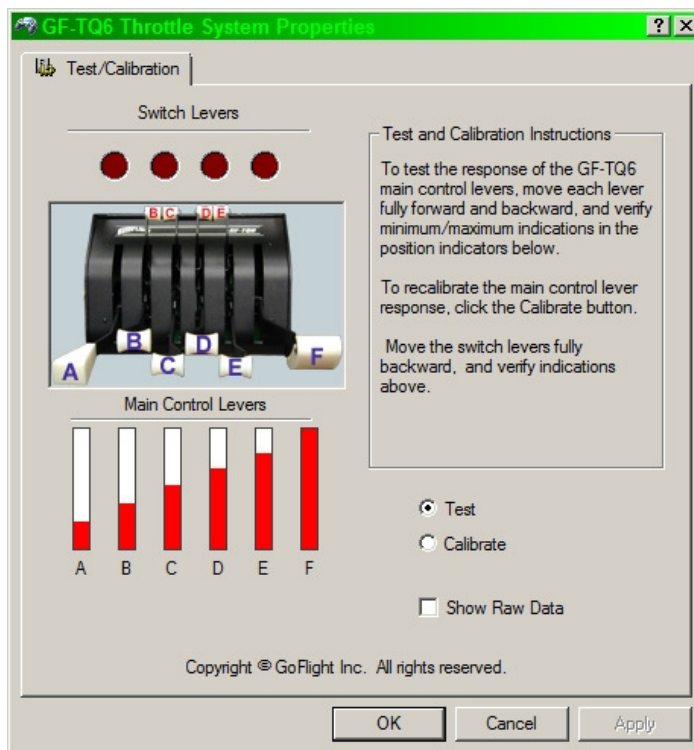 GF-TQ6 Throttle System Properties
Test/Calibration
Switch Levers
B C D E
GF-TQ6
A B C D E F
Main Control Levers
A B C D E F
Test and Calibration Instructions
To test the response of the GF-TQ6
main control levers, move each lever
fully forward and backward, and verify
minimum/maximum indications in the
position indicators below.
To recalibrate the main control lever
response, click the Calibrate button.
Move the switch levers fully
backward, and verify indications
above.
Test
Calibrate
Show Raw Data
Copyright © GoFlight Inc. All rights reserved.
OK Cancel Apply